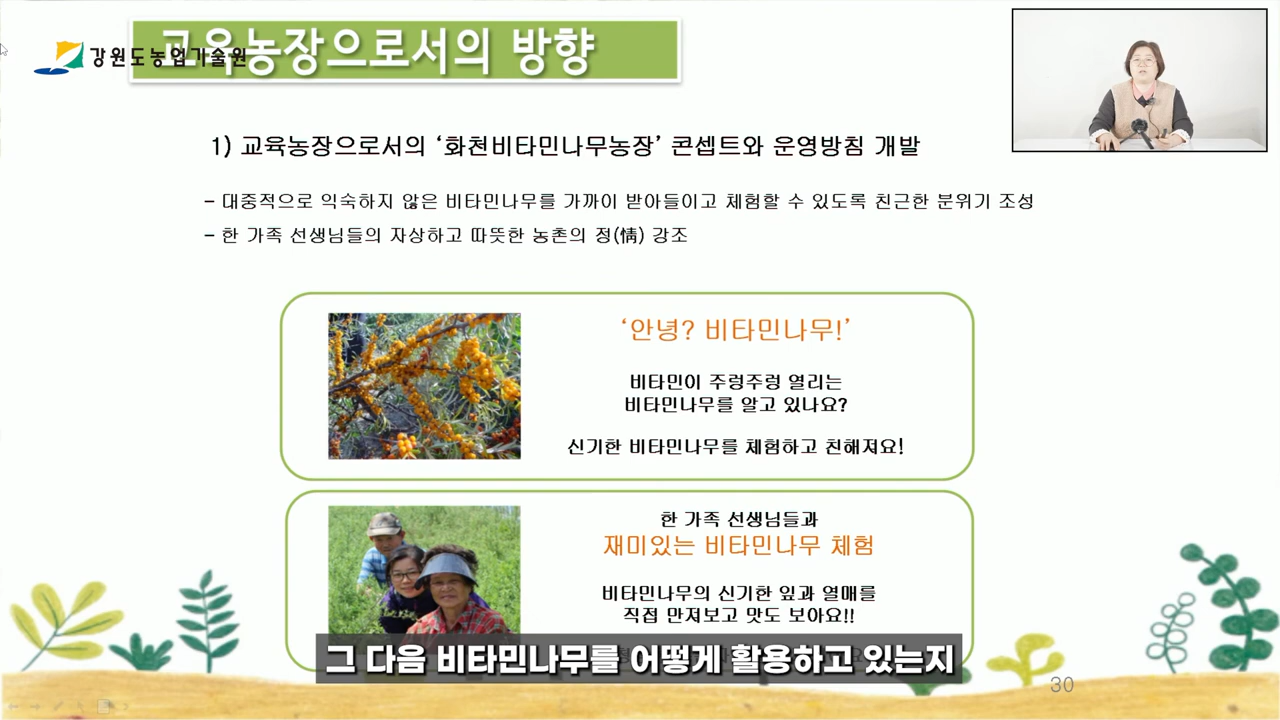 강원도농업기술원
교육농장으로서의 방향
1) 교육농장으로서의 ‘화천비타민나무농장’ 콘셉트와 운영방침 개발
– 대중적으로 익숙하지 않은 비타민나무를 가까이 받아들이고 체험할 수 있도록 친근한 분위기 조성
– 한 가족 선생님들의 자상하고 따뜻한 농촌의 정(情) 강조
‘안녕? 비타민나무!’
비타민이 주렁주렁 열리는
비타민나무를 알고 있나요?
신기한 비타민나무를 체험하고 친해져요!
한 가족 선생님들과
재미있는 비타민나무 체험
비타민나무의 신기한 잎과 열매를
직접 만져보고 맛도 보아요!!
그 다음 비타민나무를 어떻게 활용하고 있는지
30